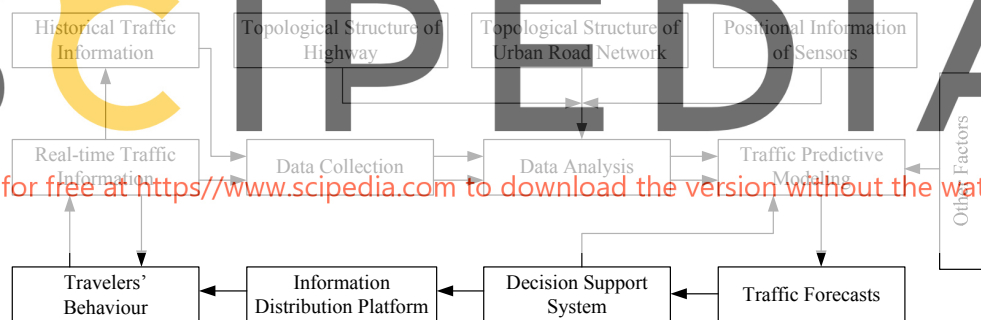 SCIPEDIA
Historical Traffic
Information
Topological Structure of
Highway
Topological Structure of
Urban Road Network
Positional Information
of Sensors
Real-time Traffic
Information
Data Collection
Data Analysis
Traffic Predictive
Modeling
Other Factors
for free at https//www.scipedia.com to download the version without the wat
Travelers’
Behaviour
Information
Distribution Platform
Decision Support
System
Traffic Forecasts